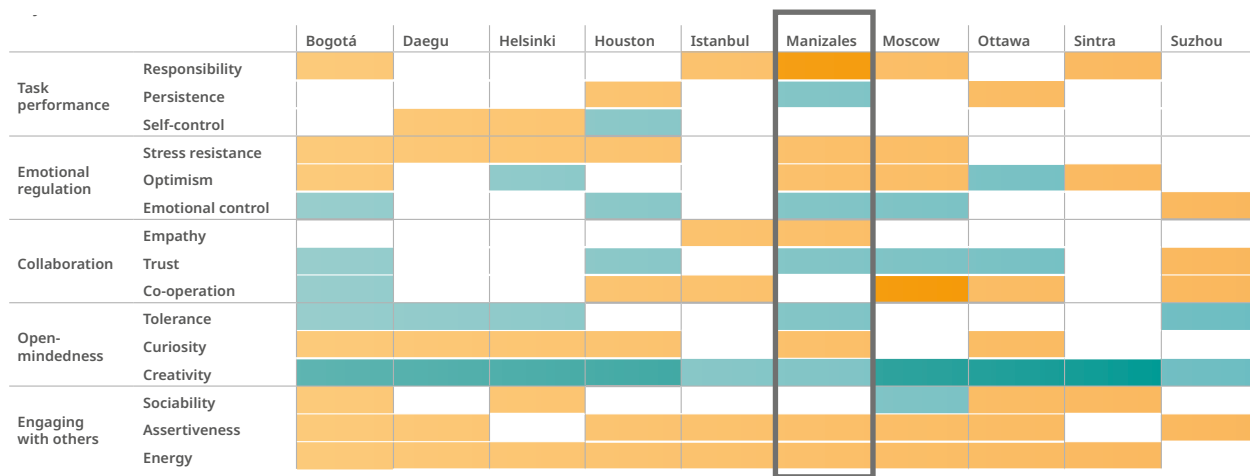 Bogotá Daegu Helsinki Houston Istanbul Manizales Moscow Ottawa Sintra Suzhou
Task performance
Responsibility
Persistence
Self-control
Emotional regulation
Stress resistance
Optimism
Emotional control
Collaboration
Empathy
Trust
Co-operation
Open-mindedness
Tolerance
Curiosity
Creativity
Engaging with others
Sociability
Assertiveness
Energy